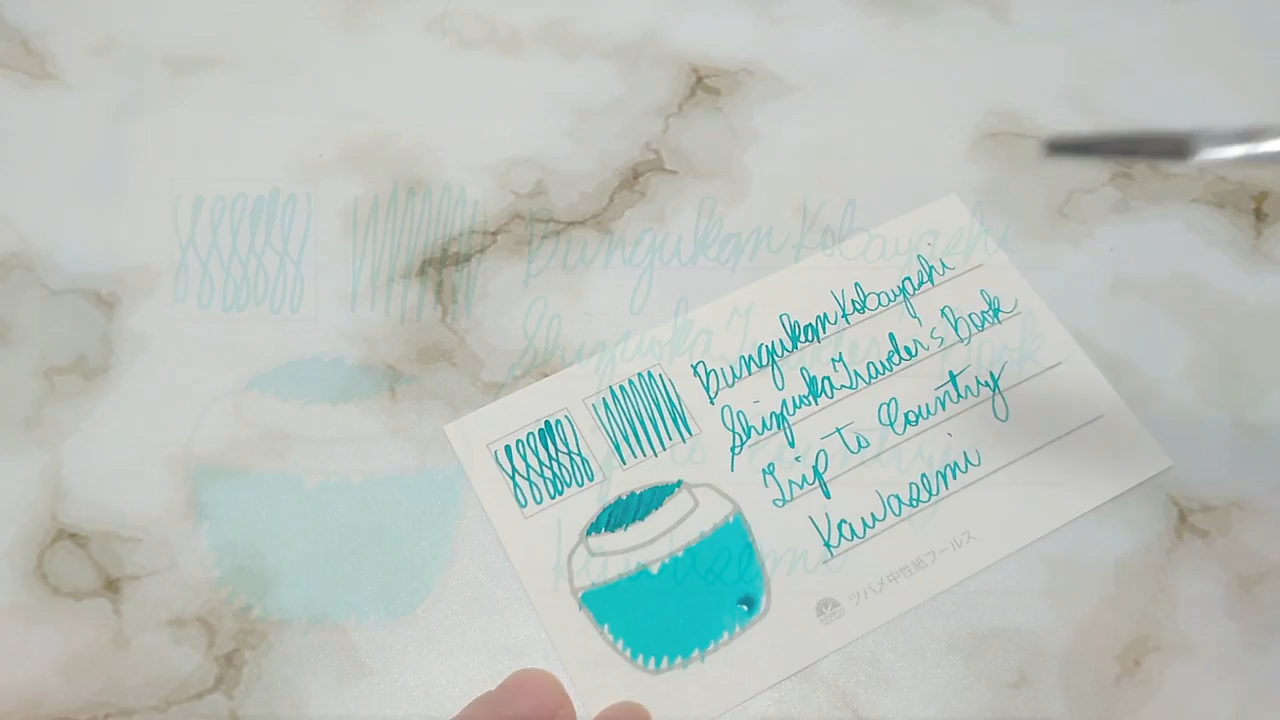 Bungukan Kobayashi
Shizuoka Traveler's Book
Trip to Country
Kawasemi
ツバメ中性紙フールス